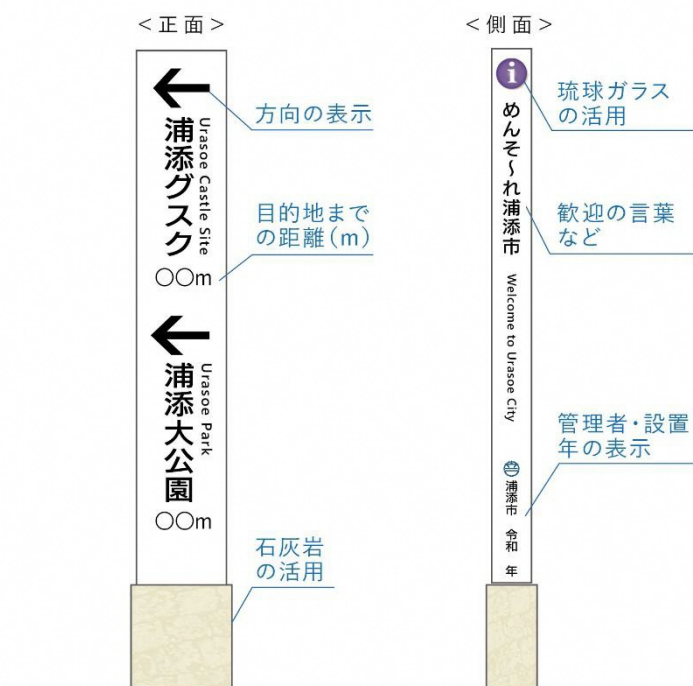 ＜正面＞
←
浦添グスク
Urasoe Castle Site
〇〇m
←
浦添大公園
Urasoe Park
〇〇m
方向の表示
目的地まで
の距離（m）
石灰岩
の活用
＜側面＞
i
めんそ～れ浦添市
Welcome to Urasoe City
浦添市 令和 年
琉球ガラス
の活用
歓迎の言葉
など
管理者・設置
年の表示